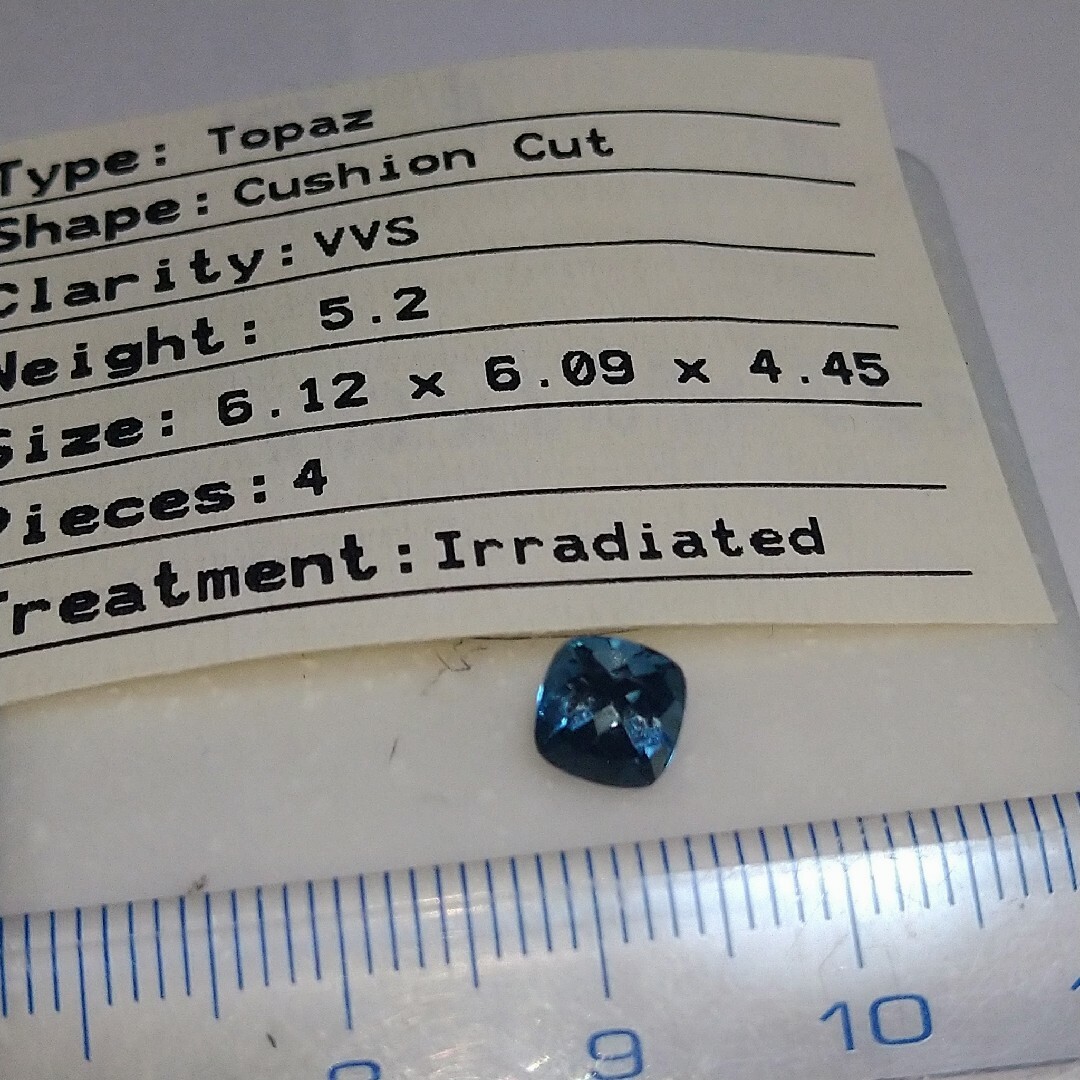 Type: Topaz
Shape: Cushion Cut
Clarity: VVS
Weight: 5.2
Size: 6.12 x 6.09 x 4.45
Pieces: 4
Treatment: Irradiated
8 9 10